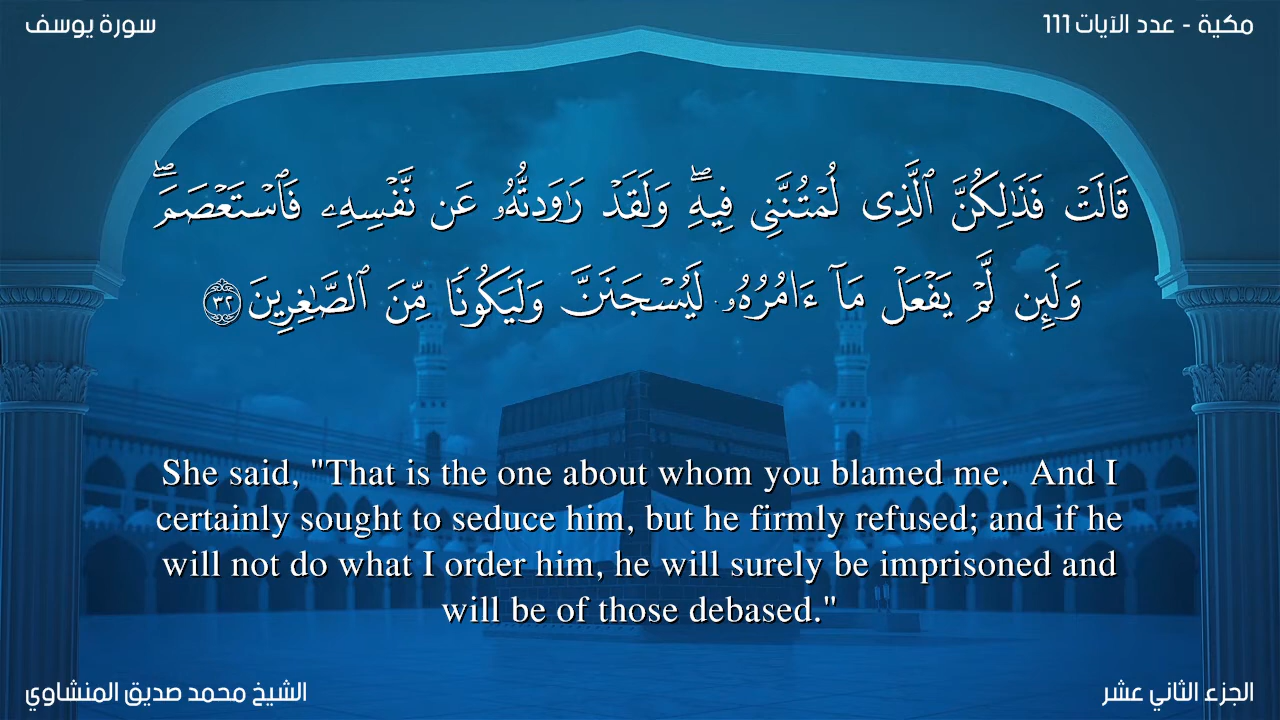 مكية - عدد الآيات 111
سورة يوسف
قَالَتْ فَذَٰلِكُنَّ ٱلَّذِى لُمْتُنَّنِى فِيهِ ۖ وَلَقَدْ رَٰوَدتُّهُۥ عَن نَّفْسِهِۦ فَٱسْتَعْصَمَ ۖ
وَلَئِن لَّمْ يَفْعَلْ مَآ ءَامُرُهُۥ لَيُسْجَنَنَّ وَلَيَكُونًا مِّنَ ٱلصَّٰغِرِينَ ٣٢
She said, "That is the one about whom you blamed me.  And I
certainly sought to seduce him, but he firmly refused; and if he
will not do what I order him, he will surely be imprisoned and
will be of those debased."
الجزء الثاني عشر
الشيخ محمد صديق المنشاوي